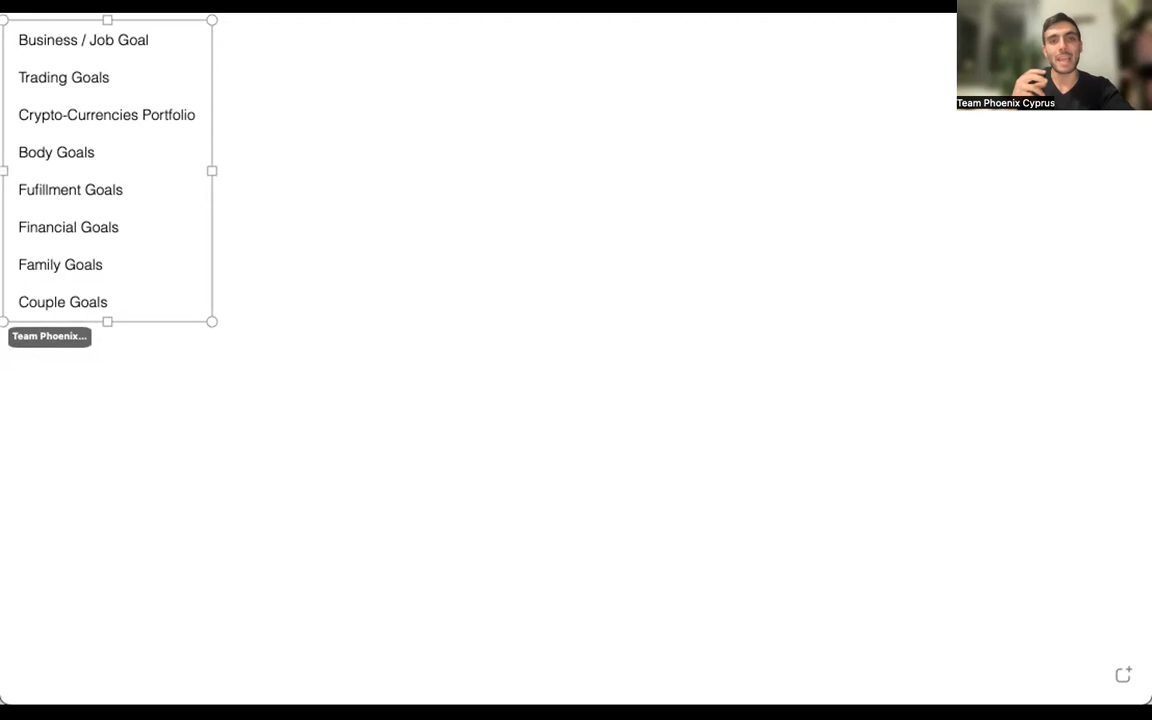 Business / Job Goal
Trading Goals
Crypto-Currencies Portfolio
Body Goals
Fufillment Goals
Financial Goals
Family Goals
Couple Goals
Team Phoenix...
Team Phoenix Cyprus